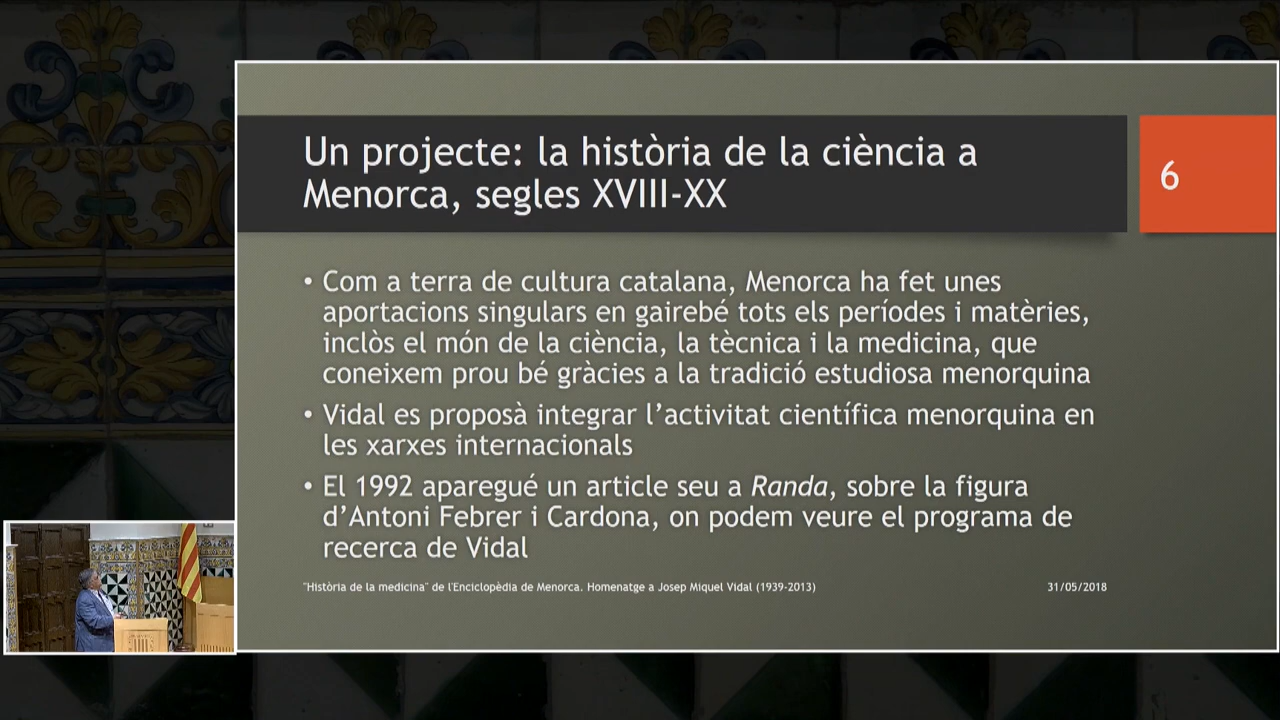 Un projecte: la història de la ciència a
Menorca, segles XVIII-XX
6
• Com a terra de cultura catalana, Menorca ha fet unes
aportacions singulars en gairebé tots els períodes i matèries,
inclòs el món de la ciència, la tècnica i la medicina, que
coneixem prou bé gràcies a la tradició estudiosa menorquina
• Vidal es proposà integrar l’activitat científica menorquina en
les xarxes internacionals
• El 1992 aparegué un article seu a Randa, sobre la figura
d’Antoni Febrer i Cardona, on podem veure el programa de
recerca de Vidal
"Història de la medicina" de l'Enciclopèdia de Menorca. Homenatge a Josep Miquel Vidal (1939-2013)
31/05/2018